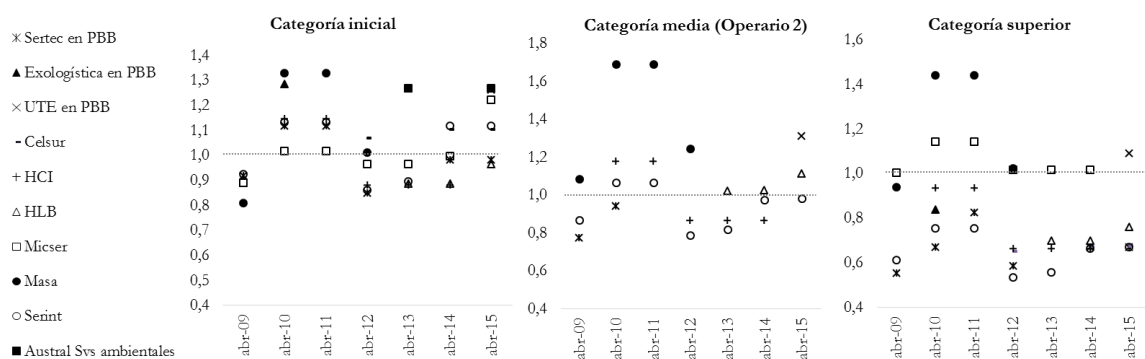 Sertec en PBB
Exologística en PBB
UTE en PBB
Celsur
HCI
HLB
Micser
Masa
Serint
Austral Svs ambientales
Categoría inicial
1,4
1,3
1,2
1,1
1,0
0,9
0,8
0,7
0,6
0,5
0,4
abr-09
abr-10
abr-11
abr-12
abr-13
abr-14
abr-15
Categoría media (Operario 2)
1,8
1,6
1,4
1,2
1,0
0,8
0,6
0,4
abr-09
abr-10
abr-11
abr-12
abr-13
abr-14
abr-15
Categoría superior
1,6
1,4
1,2
1,0
0,8
0,6
0,4
abr-09
abr-10
abr-11
abr-12
abr-13
abr-14
abr-15